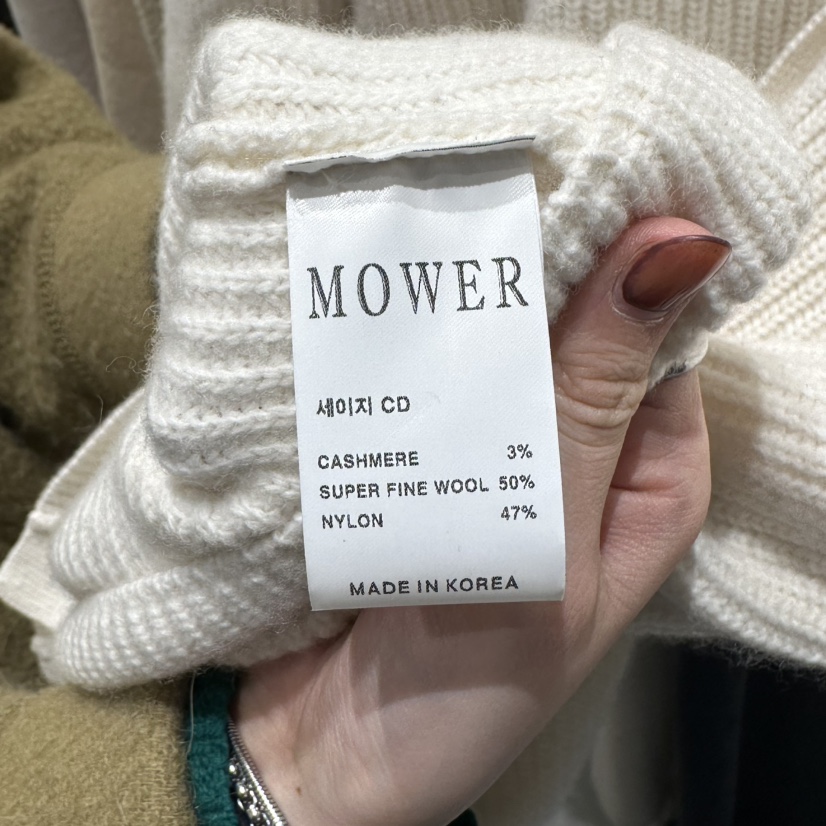 MOWER
세이지 CD
CASHMERE 3%
SUPER FINE WOOL 50%
NYLON 47%
MADE IN KOREA